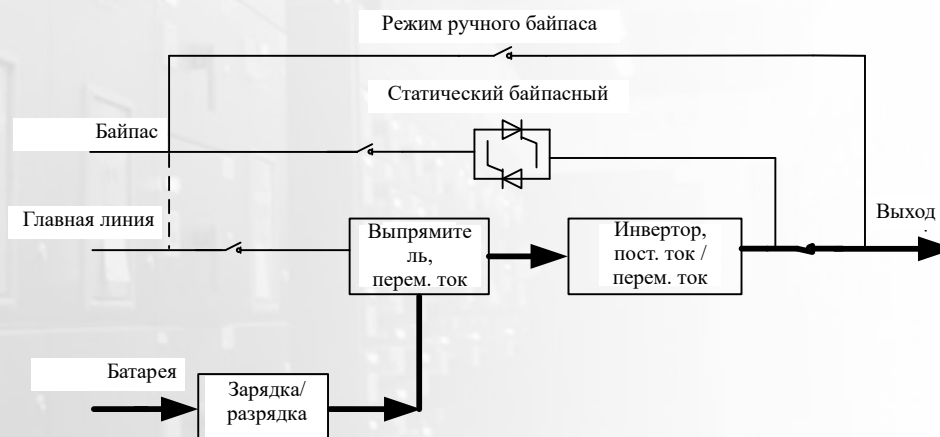 Режим ручного байпаса
Статический байпасный
Байпас
Главная линия
Выпрямите
ль,
перем. ток
Инвертор,
пост. ток /
перем. ток
Выход
Батарея
Зарядка/
разрядка